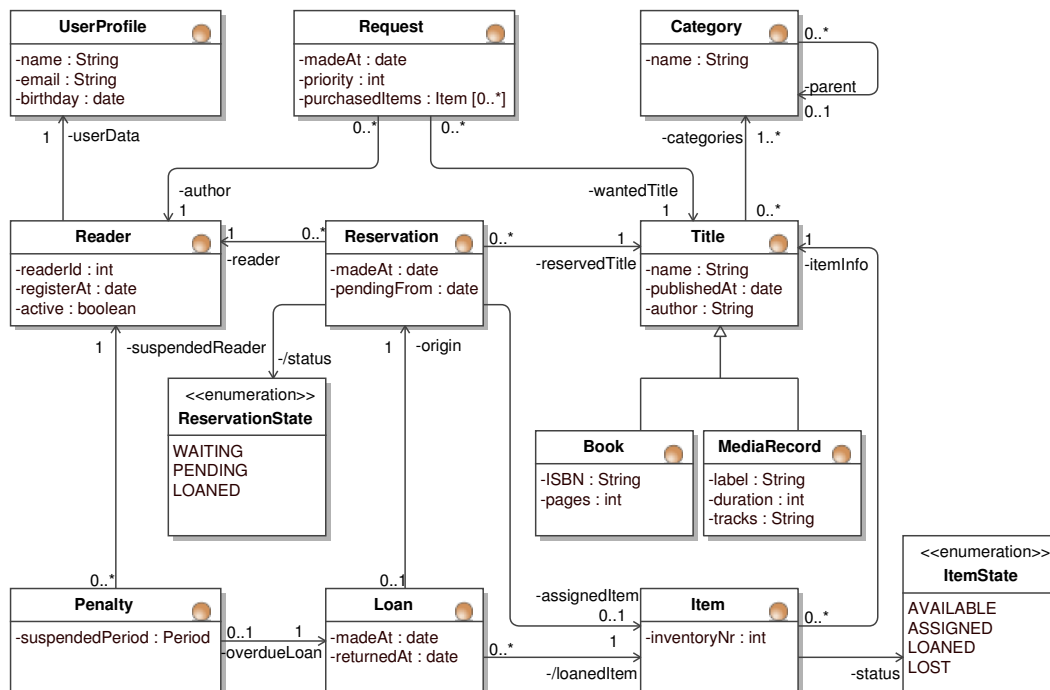 UserProfile
-name : String
-email : String
-birthday : date
Request
-madeAt : date
-priority : int
-purchasedItems : Item [0..*]
Category
-name : String
0..*
-parent
0..1
1
-userData
0..*
0..*
-categories
1..*
-author
1
-wantedTitle
1
0..*
Reader
-readerId : int
-registerAt : date
-active : boolean
1
0..*
-reader
Reservation
-madeAt : date
-pendingFrom : date
0..*
1
-reservedTitle
Title
-name : String
-publishedAt : date
-author : String
1
-itemInfo
1
-suspendedReader
-/status
1
-origin
<<enumeration>>
ReservationState
WAITING
PENDING
LOANED
Book
-ISBN : String
-pages : int
MediaRecord
-label : String
-duration : int
-tracks : String
<<enumeration>>
ItemState
AVAILABLE
ASSIGNED
LOANED
LOST
0..*
0..1
-assignedItem
0..1
Penalty
-suspendedPeriod : Period
0..1
1
-overdueLoan
Loan
-madeAt : date
-returnedAt : date
0..*
1
-/loanedItem
Item
-inventoryNr : int
0..*
-status